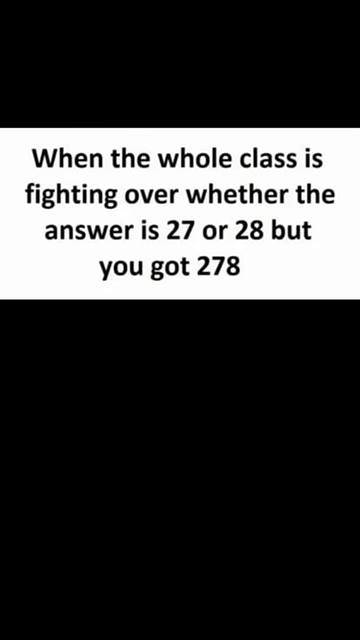 When the whole class is
fighting over whether the
answer is 27 or 28 but
you got 278